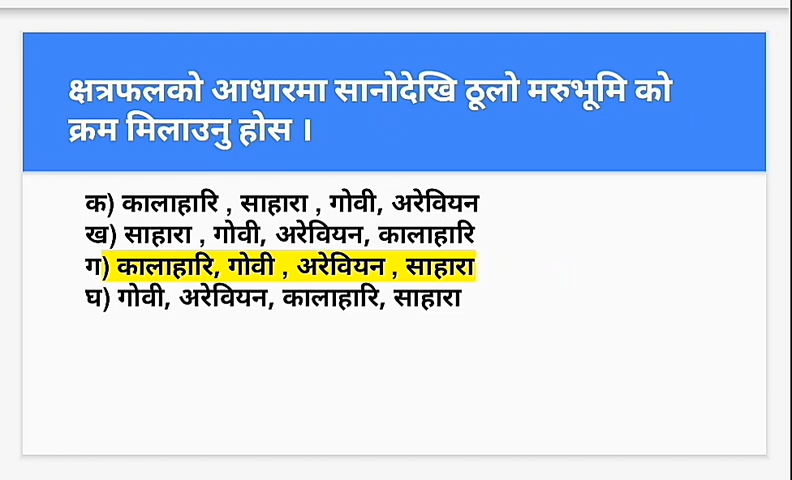 क्षत्रफलको आधारमा सानोदेखि ठूलो मरुभूमि को
क्रम मिलाउनु होस ।
क) कालाहारि , साहारा , गोवी, अरेवियन
ख) साहारा , गोवी, अरेवियन, कालाहारि
ग) कालाहारि, गोवी , अरेवियन , साहारा
घ) गोवी, अरेवियन, कालाहारि, साहारा